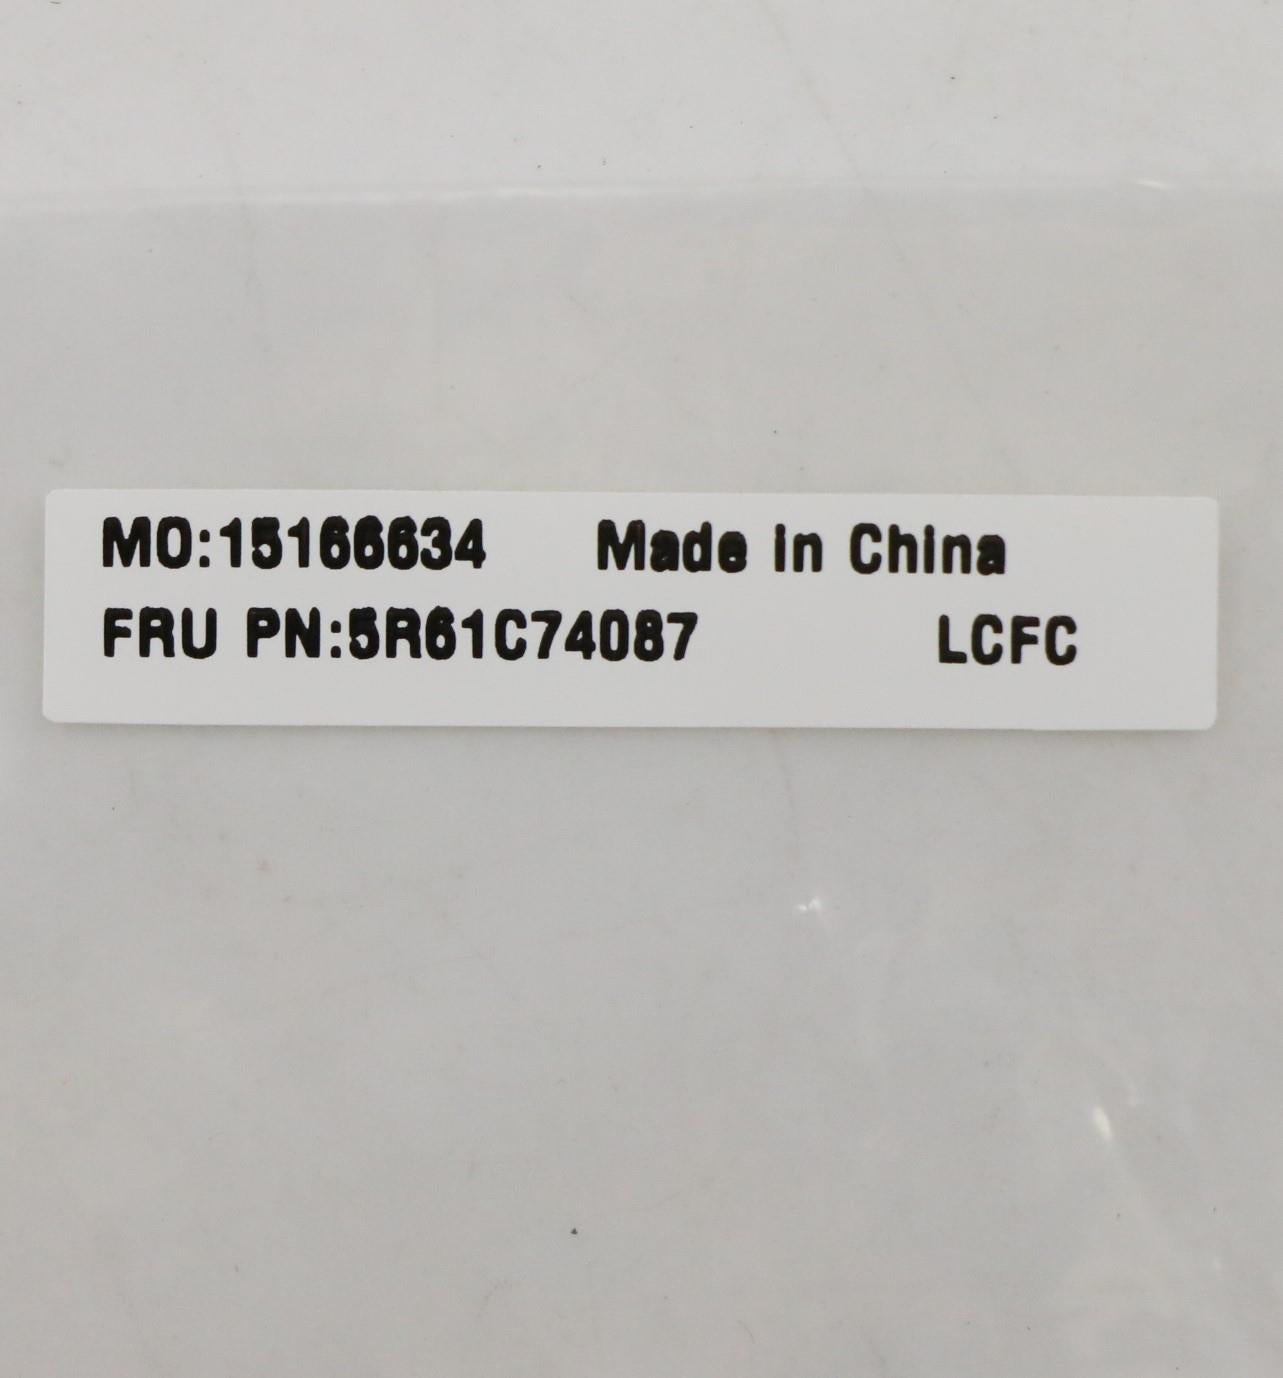 MO:15166634 Made in China
FRU PN:5R61C74087 LCFC